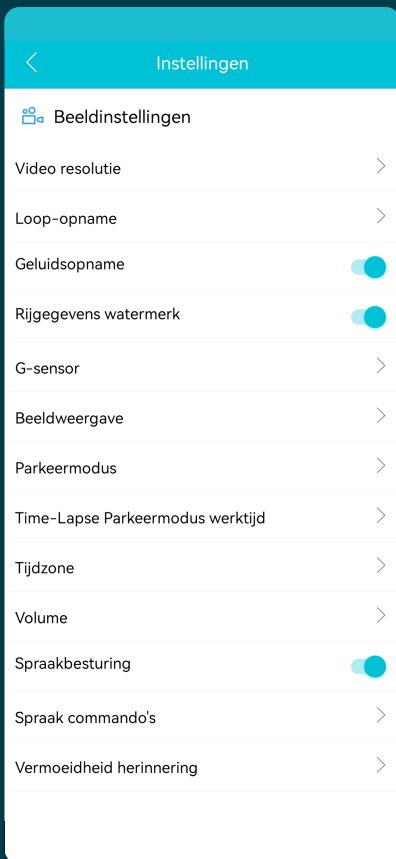 Instellingen
Beeldinstellingen
Video resolutie
Loop-opname
Geluidsopname
Rijgegevens watermerk
G-sensor
Beeldweergave
Parkeermodus
Time-Lapse Parkeermodus werktijd
Tijdzone
Volume
Spraakbesturing
Spraak commando's
Vermoeidheid herinnering